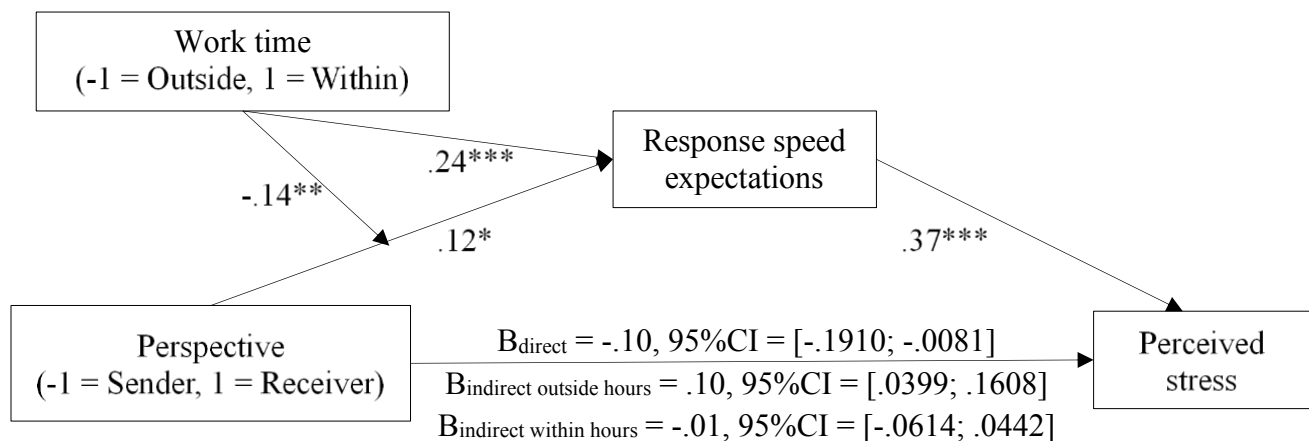 Work time
(-1 = Outside, 1 = Within)
Response speed
expectations
.24***
-.14**
.12*
.37***
Perspective
(-1 = Sender, 1 = Receiver)
Bdirect = -.10, 95%CI = [-.1910; -.0081]
Bindirect outside hours = .10, 95%CI = [.0399; .1608]
Bindirect within hours = -.01, 95%CI = [-.0614; .0442]
Perceived
stress